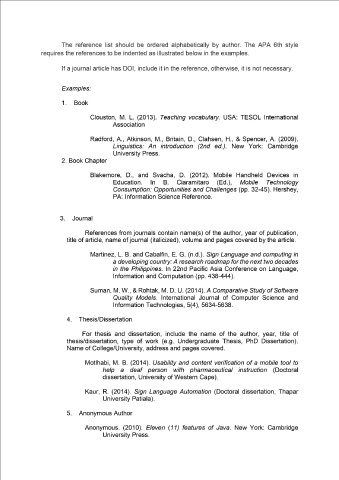 The reference list should be ordered alphabetically by author. The APA 6th style
requires the references to be indented as illustrated below in the examples.
If a journal article has DOI, include it in the reference, otherwise, it is not necessary.
Examples:
1. Book
Clouston, M. L. (2013). Teaching vocabulary. USA: TESOL International
Association
Radford, A., Atkinson, M., Britain, D., Clahsen, H., & Spencer, A. (2009).
Linguistics: An introduction (2nd ed.). New York: Cambridge
University Press.
2. Book Chapter
Blakemore, D., and Svacha, D. (2012). Mobile Handheld Devices in
Education. In B. Ciaramitaro (Ed.), Mobile Technology
Consumption: Opportunities and Challenges (pp. 32-45). Hershey,
PA: Information Science Reference.
3. Journal
References from journals contain name(s) of the author, year of publication,
title of article, name of journal (italicized), volume and pages covered by the article.
Martinez, L. B. and Cabalfin, E. G. (n.d.). Sign Language and computing in
a developing country: A research roadmap for the next two decades
in the Philippines. In 22nd Pacific Asia Conference on Language,
Information and Computation (pp. 438-444).
Suman, M. W., & Rohtak, M. D. U. (2014). A Comparative Study of Software
Quality Models. International Journal of Computer Science and
Information Technologies, 5(4), 5634-5638.
4. Thesis/Dissertation
For thesis and dissertation, include the name of the author, year, title of
thesis/dissertation, type of work (e.g. Undergraduate Thesis, PhD Dissertation).
Name of College/University, address and pages covered.
Motlhabi, M. B. (2014). Usability and content verification of a mobile tool to
help a deaf person with pharmaceutical instruction (Doctoral
dissertation, University of Western Cape).
Kaur, R. (2014). Sign Language Automation (Doctoral dissertation, Thapar
University Patiala).
5. Anonymous Author
Anonymous. (2010). Eleven (11) features of Java. New York: Cambridge
University Press.